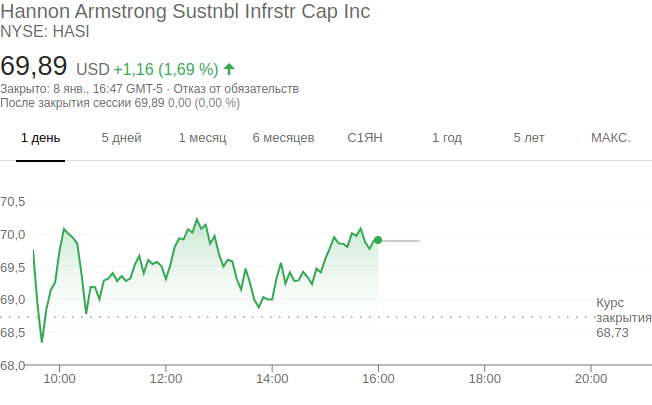 Hannon Armstrong Sustnbl Infrstr Cap Inc
NYSE: HASI
69,89 USD +1,16 (1,69 %)
Закрыто: 8 янв., 16:47 GMT-5 · Отказ от обязательств
После закрытия сессии 69,89 0,00 (0,00 %)
1 день 5 дней 1 месяц 6 месяцев С1ЯН 1 год 5 лет МАКС.
70,5
70,0
69,5
69,0
68,5
68,0
Курс
закрытия
68,73
10:00 12:00 14:00 16:00 18:00 20:00